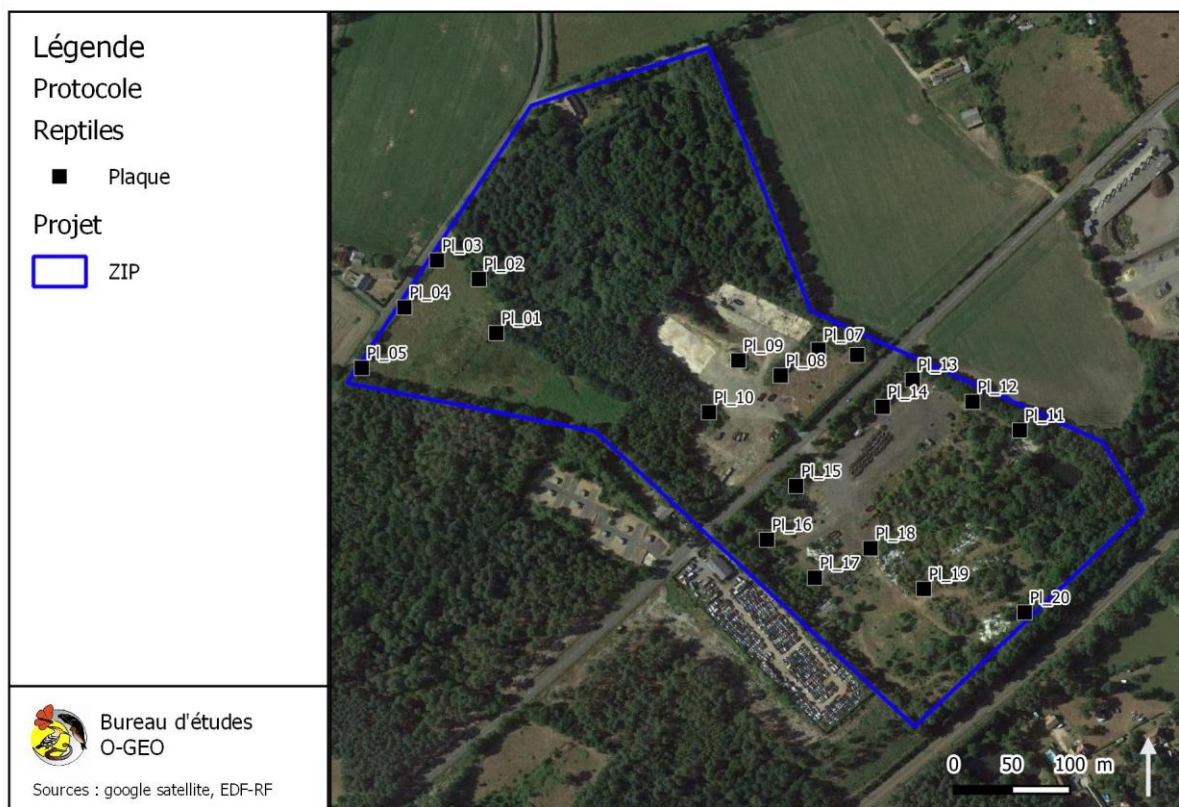 Légende
Protocole
Reptiles
Plaque
Projet
ZIP
Pl_03
Pl_02
Pl_04
Pl_01
Pl_05
Pl_07
Pl_09
Pl_08
Pl_13
Pl_14
Pl_12
Pl_10
Pl_11
Pl_15
Pl_16
Pl_18
Pl_17
Pl_19
Pl_20
Bureau d'études
O-GEO
Sources : google satellite, EDF-RF
0 50 100 m